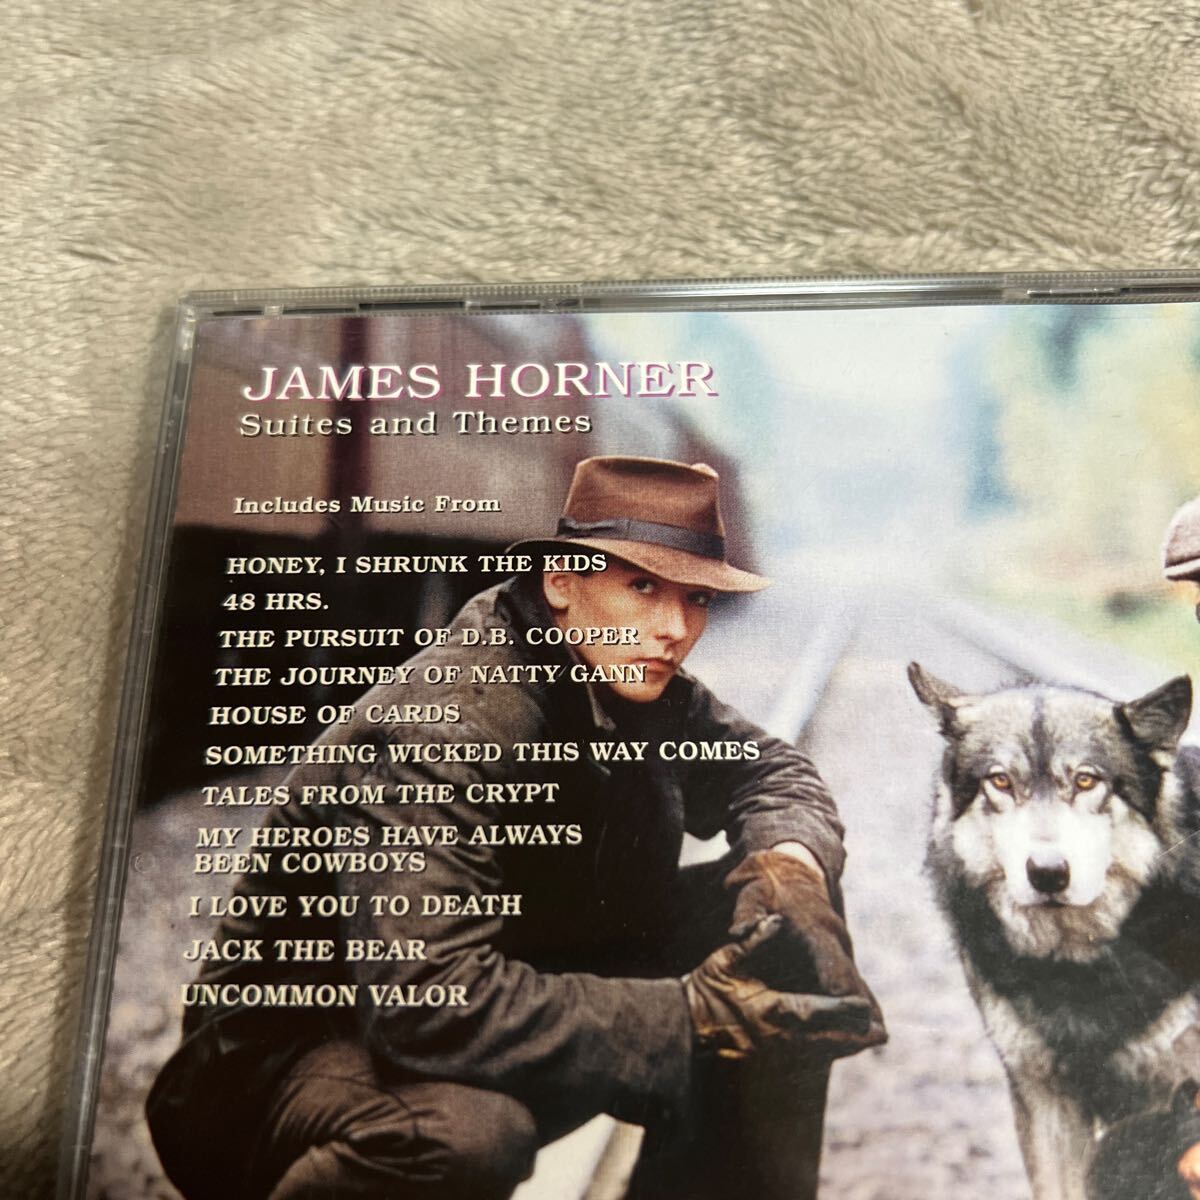 JAMES HORNER
Suites and Themes
Includes Music From
HONEY, I SHRUNK THE KIDS
48 HRS.
THE PURSUIT OF D.B. COOPER
THE JOURNEY OF NATTY GANN
HOUSE OF CARDS
SOMETHING WICKED THIS WAY COMES
TALES FROM THE CRYPT
MY HEROES HAVE ALWAYS
BEEN COWBOYS
I LOVE YOU TO DEATH
JACK THE BEAR
UNCOMMON VALOR